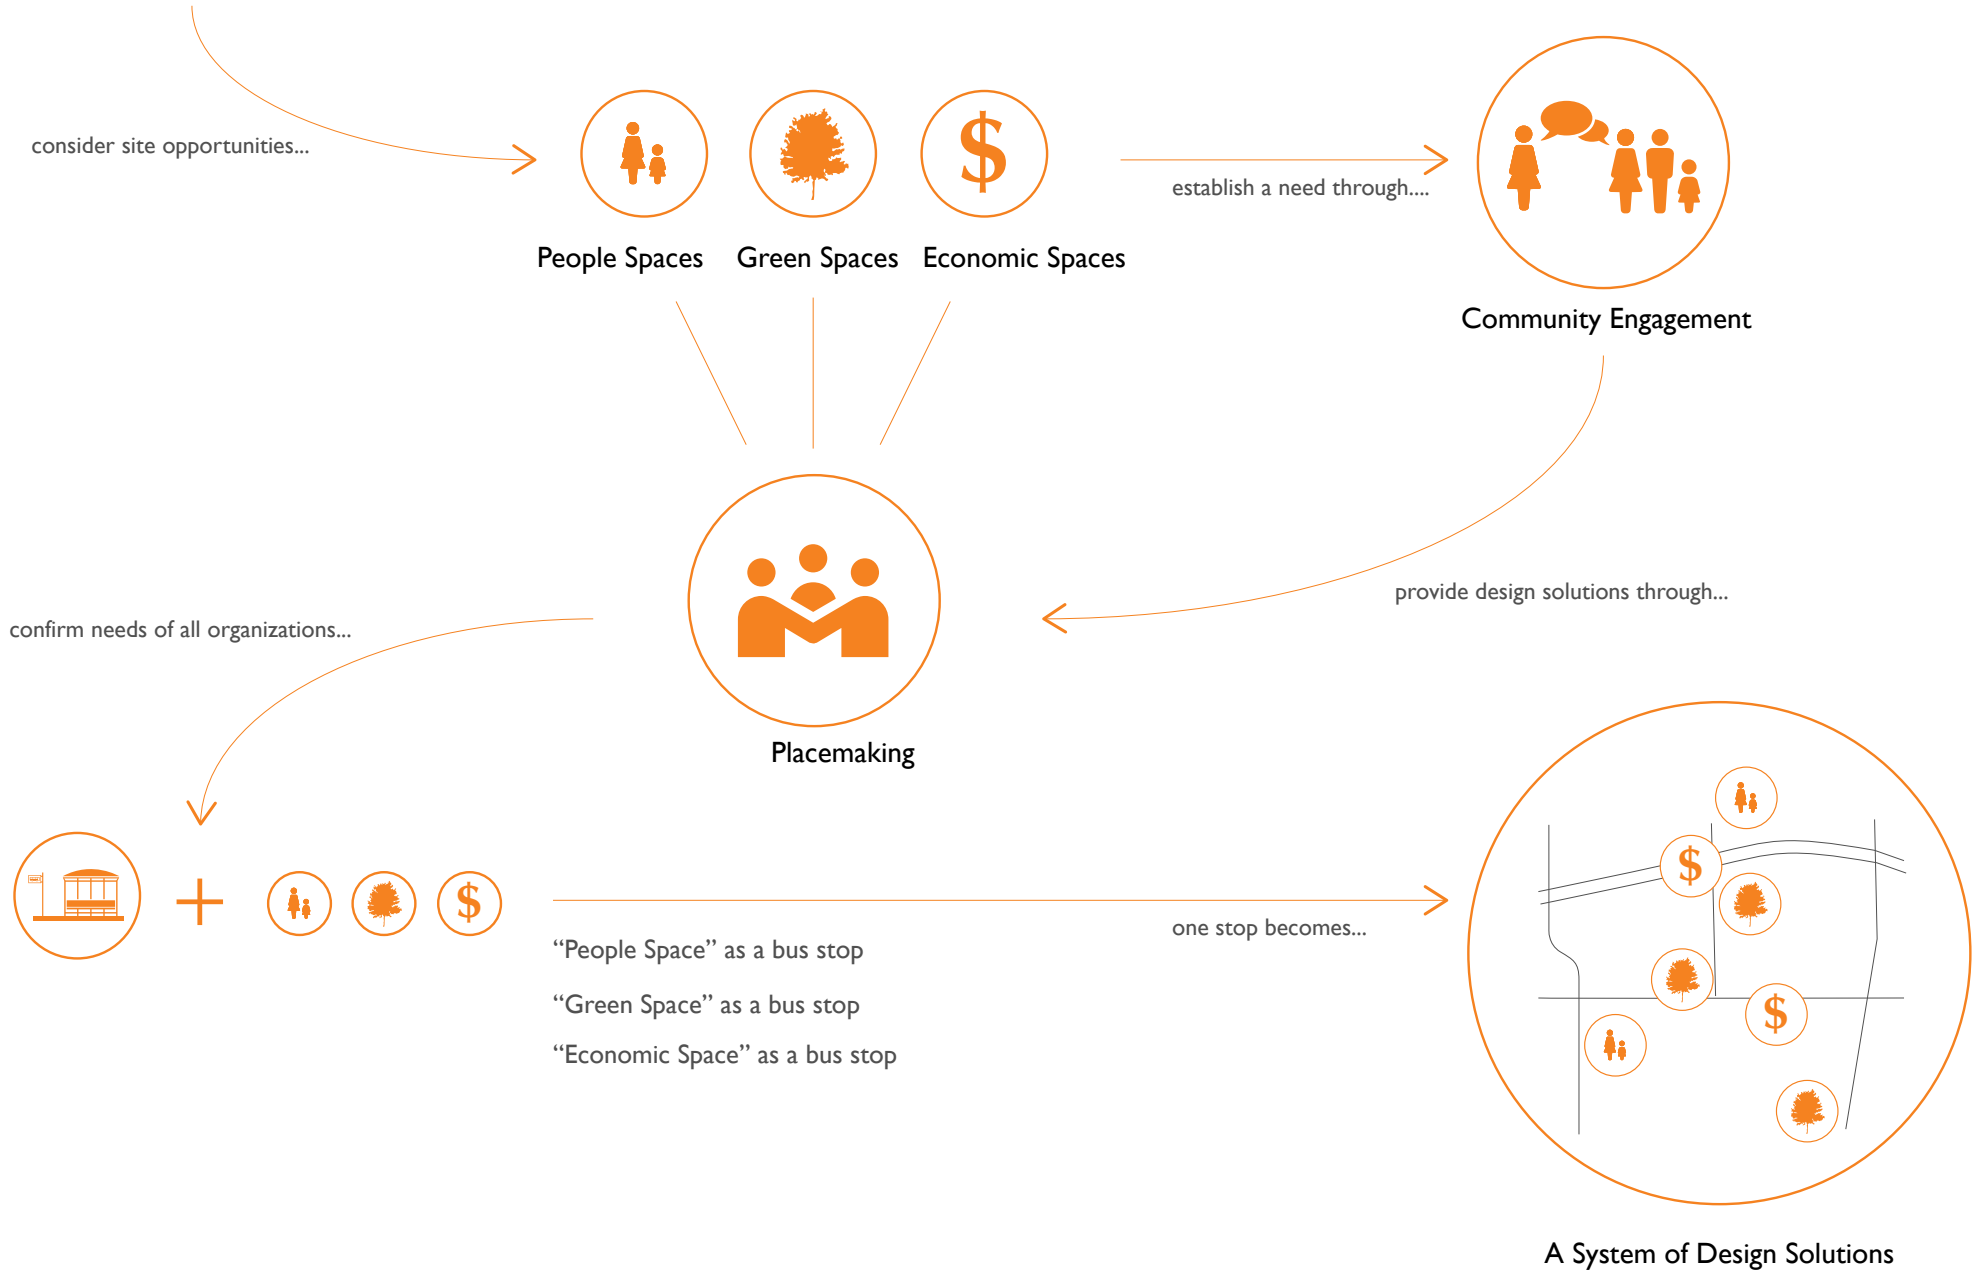 consider site opportunities...
People Spaces
Green Spaces
Economic Spaces
establish a need through....
Community Engagement
provide design solutions through...
Placemaking
confirm needs of all organizations...
“People Space” as a bus stop
“Green Space” as a bus stop
“Economic Space” as a bus stop
one stop becomes...
A System of Design Solutions